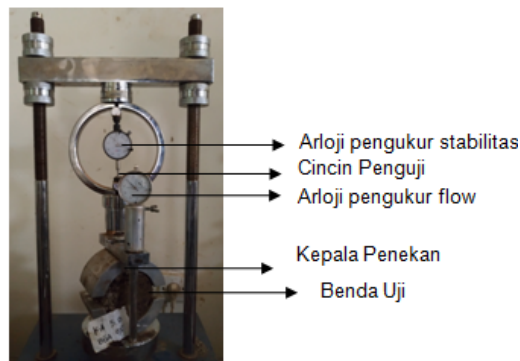 Arloji pengukur stabilitas
Cincin Penguji
Arloji pengukur flow
Kepala Penekan
Benda Uji